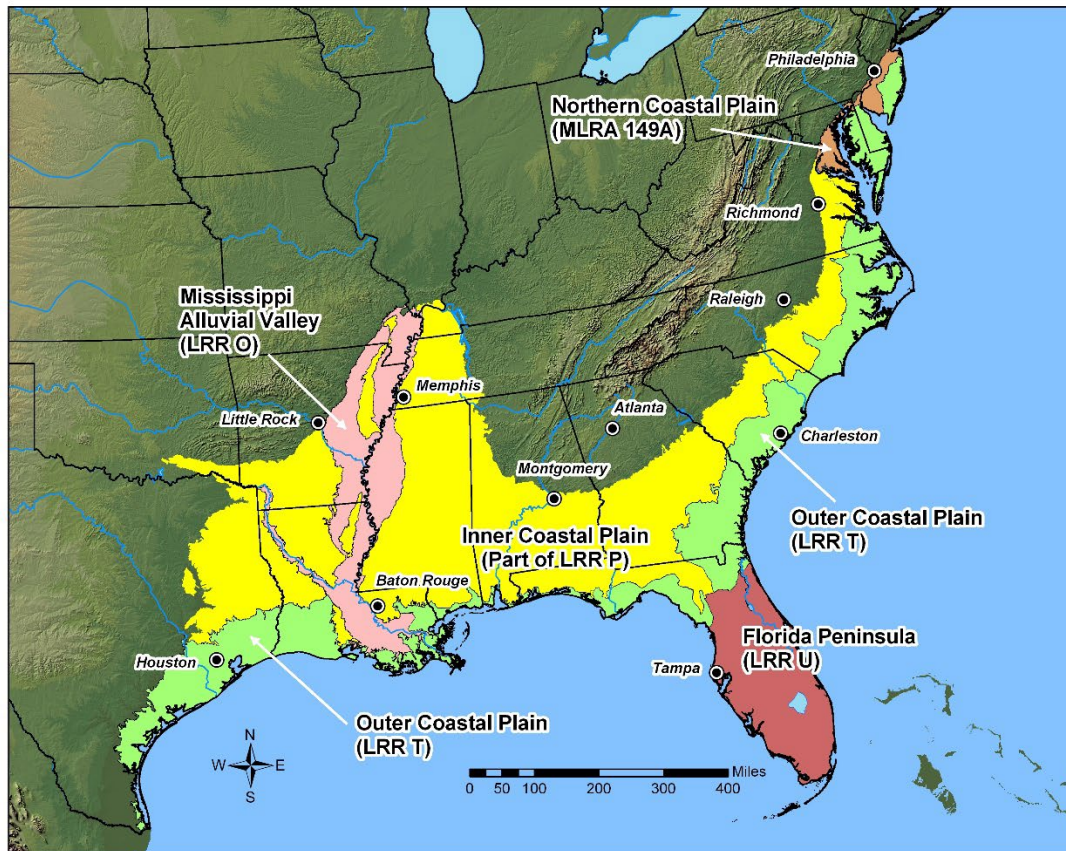 Philadelphia
Northern Coastal Plain
(MLRA 149A)
Richmond
Raleigh
Mississippi
Alluvial Valley
(LRR O)
Memphis
Little Rock
Atlanta
Charleston
Montgomery
Outer Coastal Plain
(LRR T)
Inner Coastal Plain
(Part of LRR P)
Baton Rouge
Florida Peninsula
(LRR U)
Houston
Tampa
Outer Coastal Plain
(LRR T)
N
W E
S
Miles
0 50 100 200 300 400